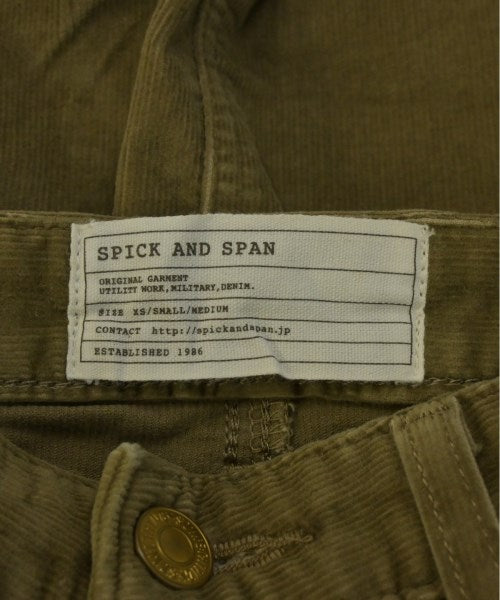 SPICK AND SPAN
ORIGINAL GARMENT
UTILITY WORK,MILITARY,DENIM.
SIZE XS/SMALL/MEDIUM
CONTACT http://spickandspan.jp
ESTABLISHED 1986